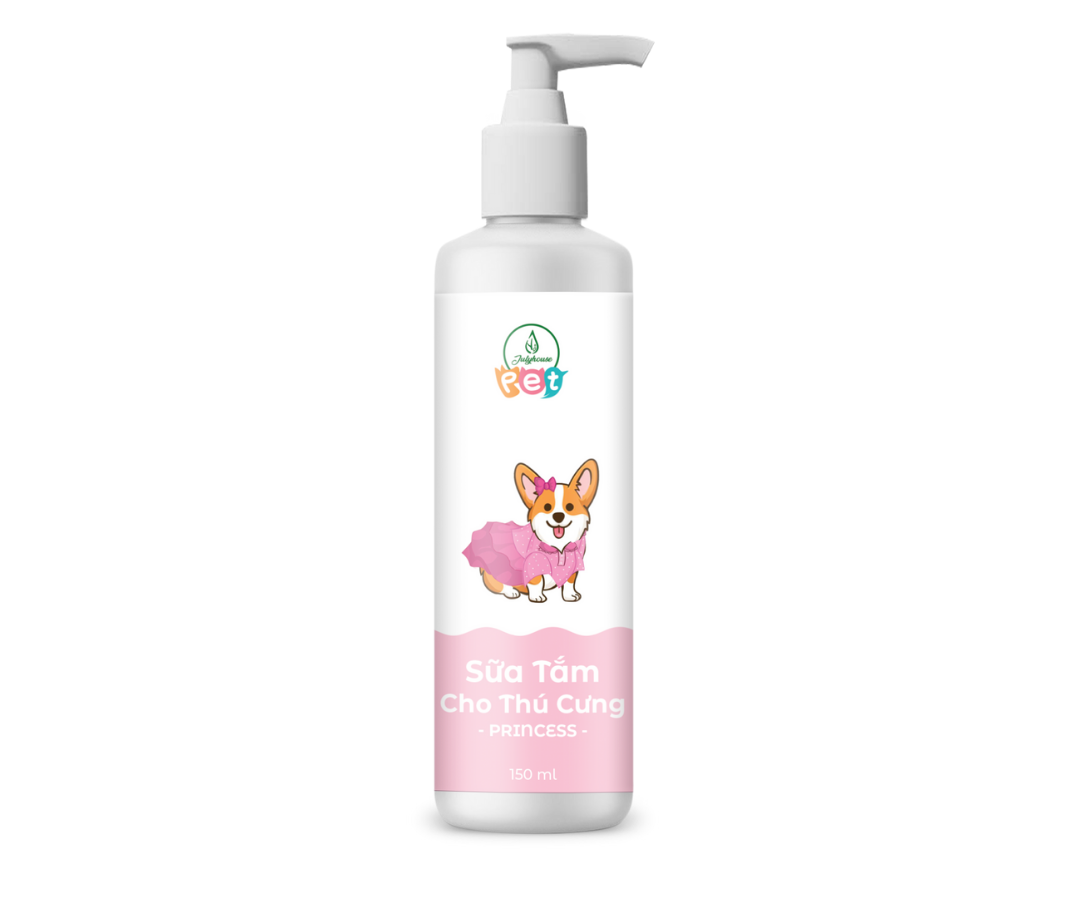 Julyhouse
Pet
Sữa Tắm
Cho Thú Cưng
- PRINCESS -
150 ml